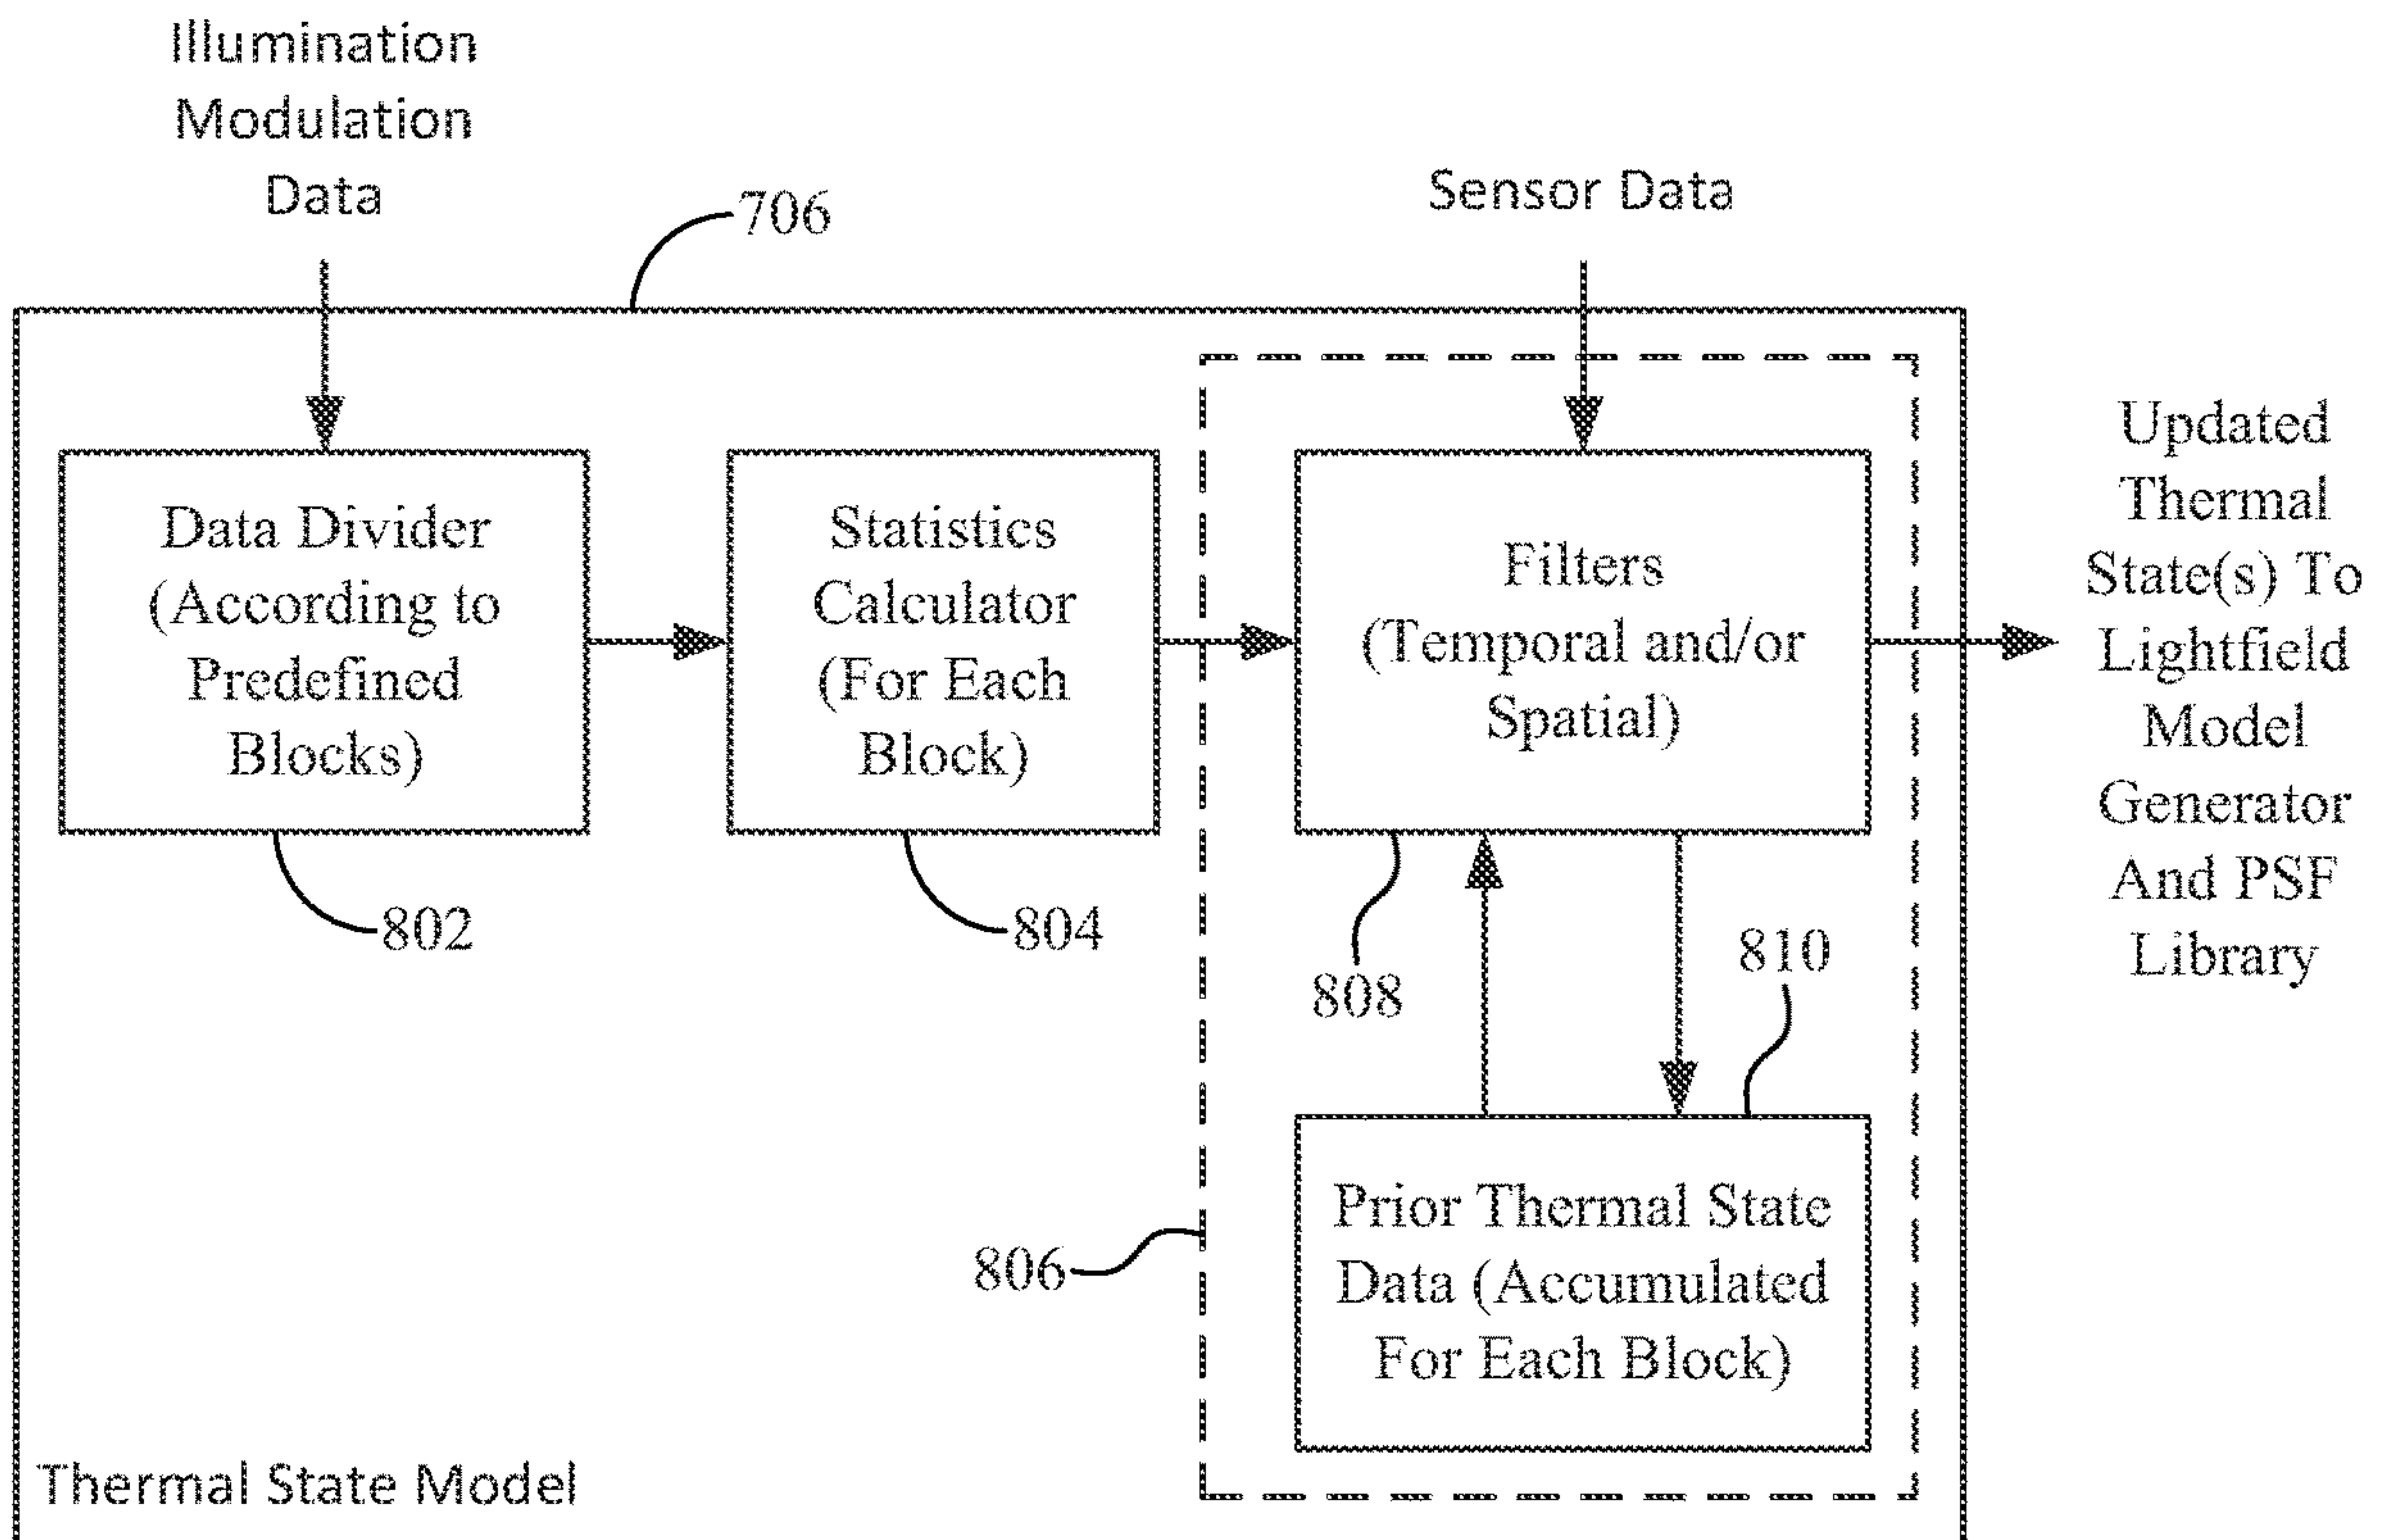 Illumination
Modulation
Data
706
Sensor Data
Data Divider
(According to
Predefined
Blocks)
802
Statistics
Calculator
(For Each
Block)
804
Filters
(Temporal and/or
Spatial)
808
810
Prior Thermal State
Data (Accumulated
For Each Block)
806
Updated
Thermal
State(s) To
Lightfield
Model
Generator
And PSF
Library
Thermal State Model